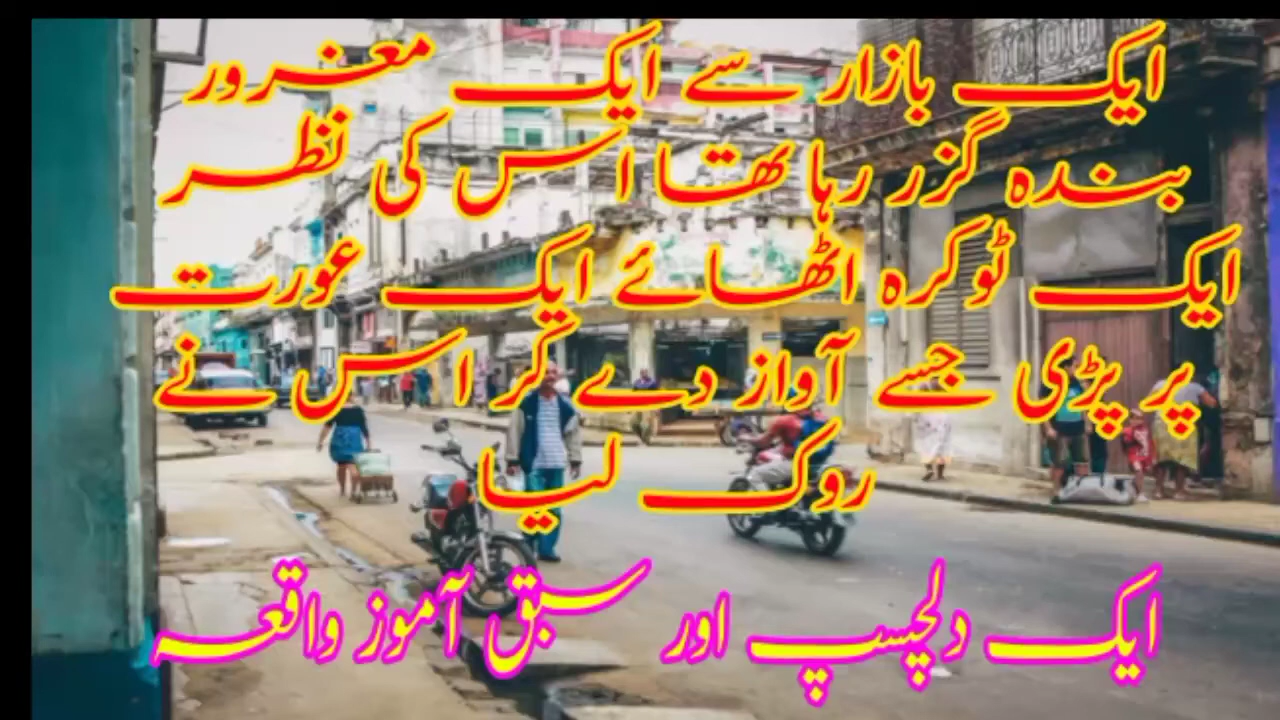 ایک بازار سے ایک مغرور
بندہ گزر رہا تھا اس کی نظر
ایک ٹوکرہ اٹھائے ایک عورت
پر پڑی جسے آواز دے کر اس نے
روک لیا
ایک دلچسپ اور سبق آموز واقعہ